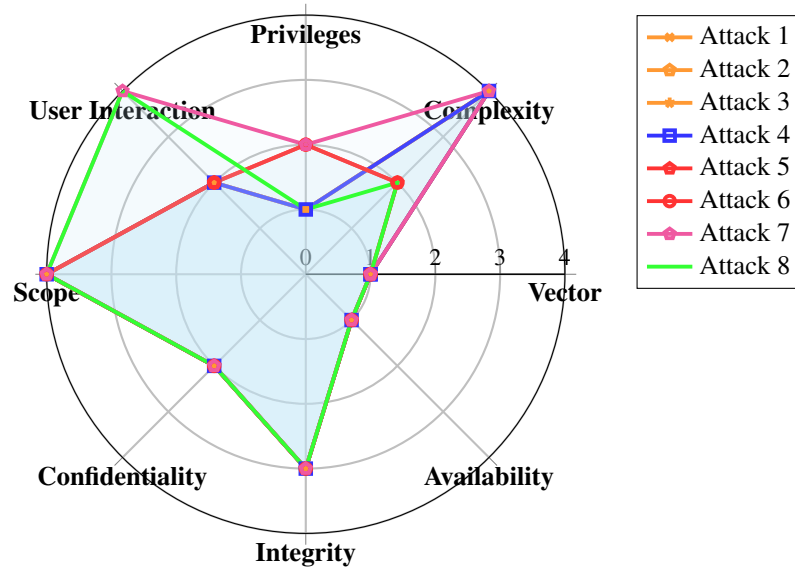 Privileges
User Interaction
Complexity
0 1 2 3 4
Scope
Vector
Confidentiality
Availability
Integrity
Attack 1
Attack 2
Attack 3
Attack 4
Attack 5
Attack 6
Attack 7
Attack 8